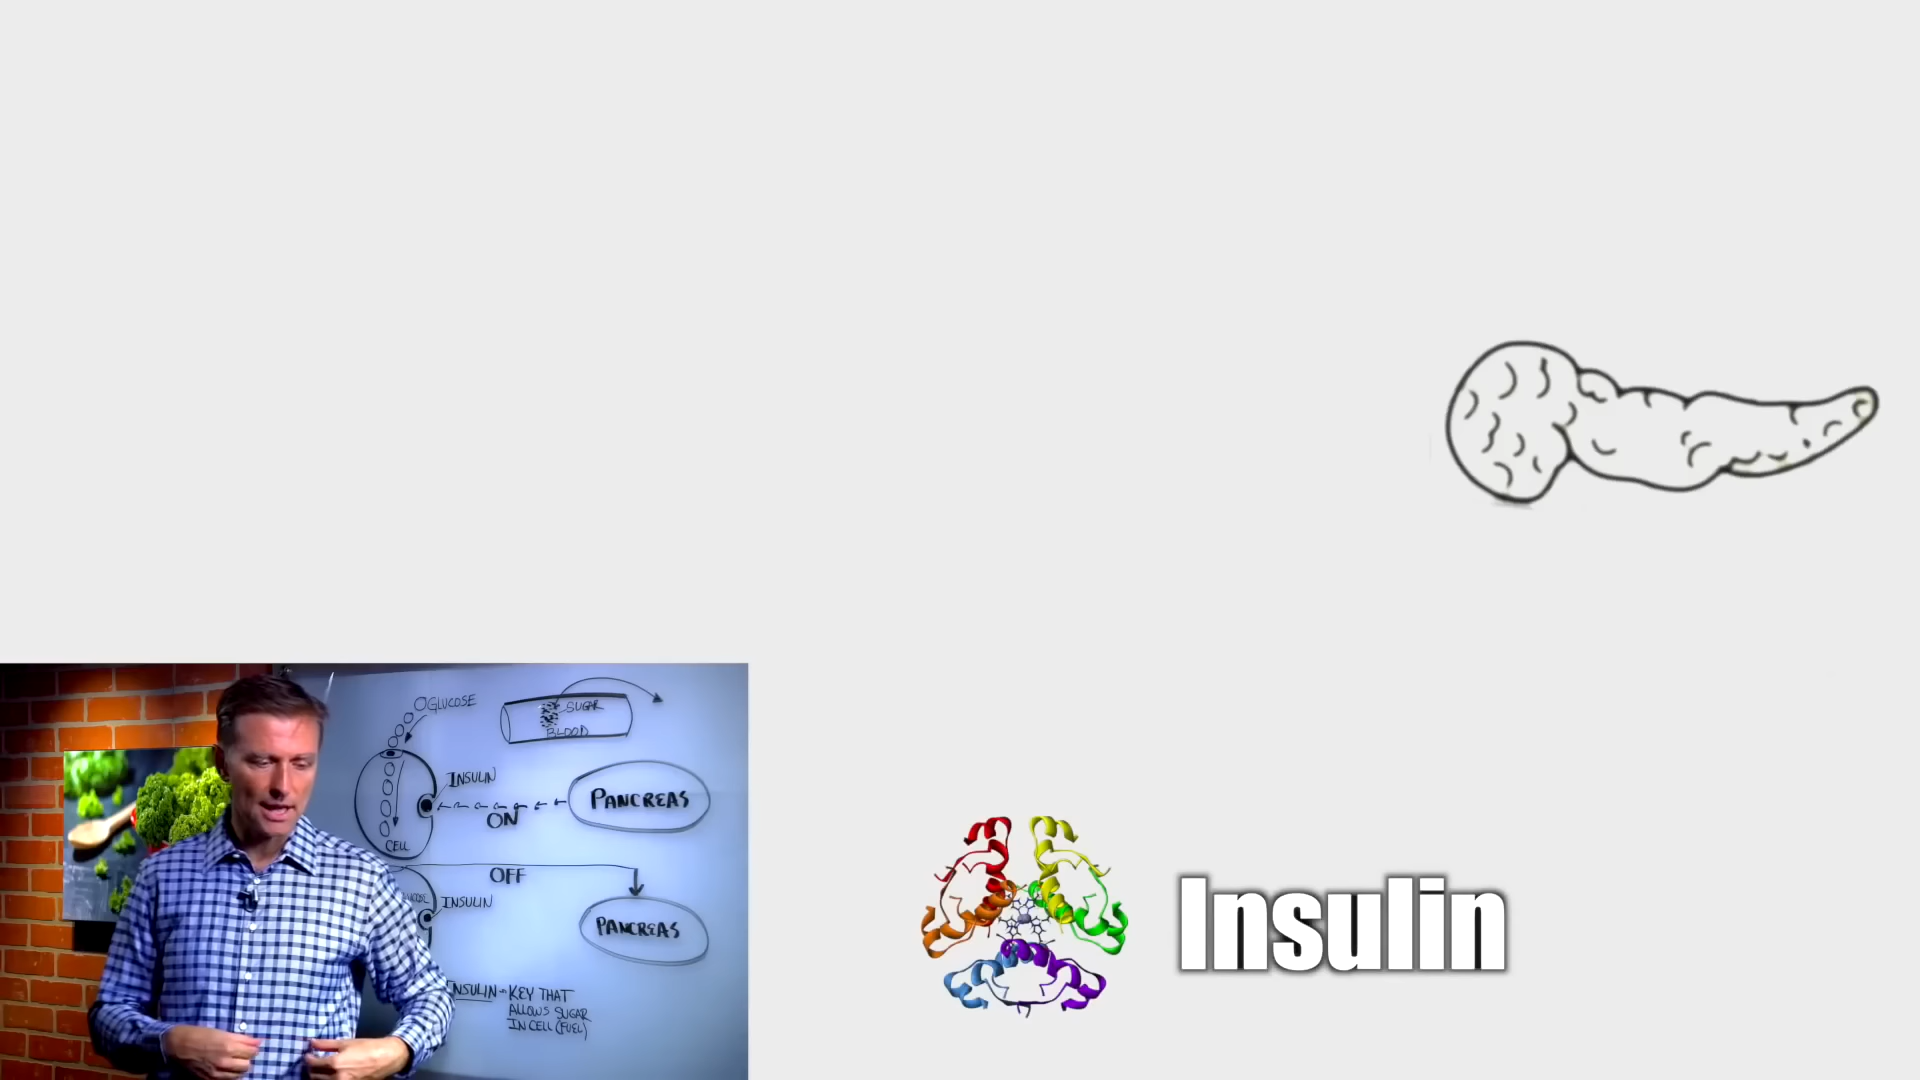 GLUCOSE
SUGAR
BLOOD
INSULIN
PANCREAS
ON
CELL
OFF
INSULIN
PANCREAS
INSULIN - KEY THAT
ALLOWS SUGAR
IN CELL (FUEL)
Insulin